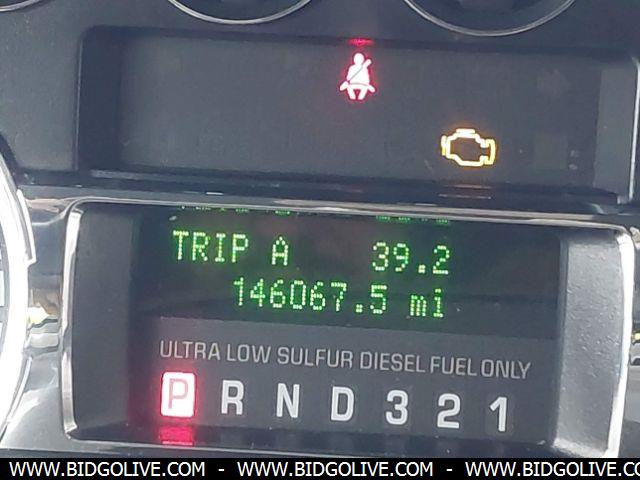 TRIP A 39.2
146067.5 mi
ULTRA LOW SULFUR DIESEL FUEL ONLY
P R N D 3 2 1
WWW.BIDGOLIVE.COM - WWW.BIDGOLIVE.COM - WWW.BIDGOLIVE.CO